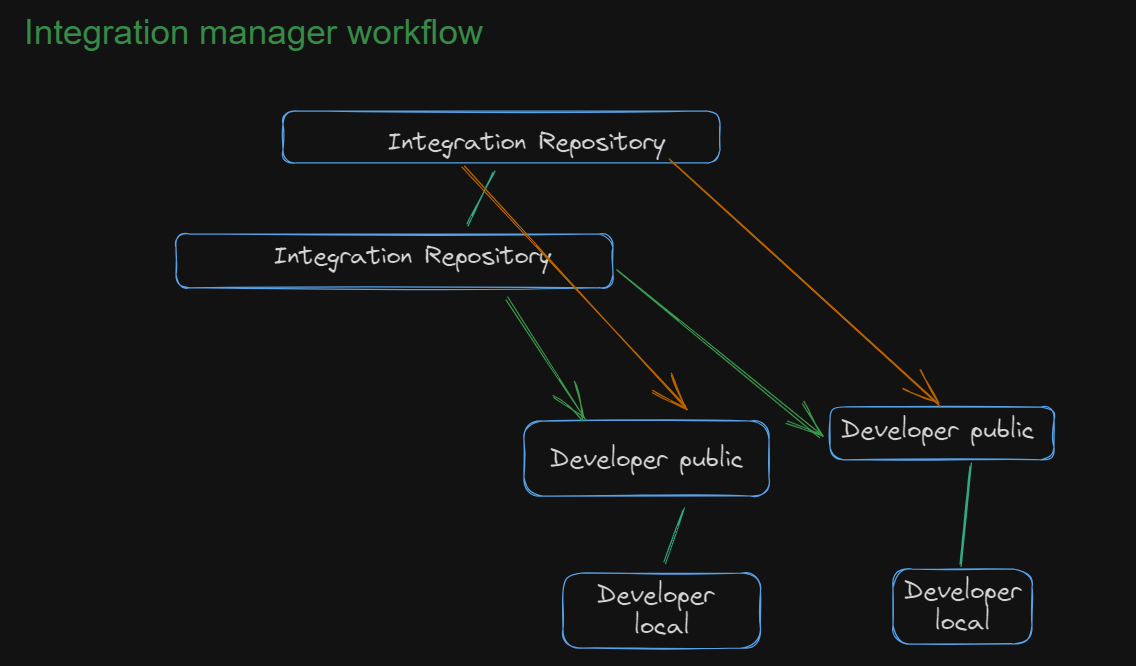 Integration manager workflow
Integration Repository
Integration Repository
Developer public
Developer public
Developer
local
Developer
local